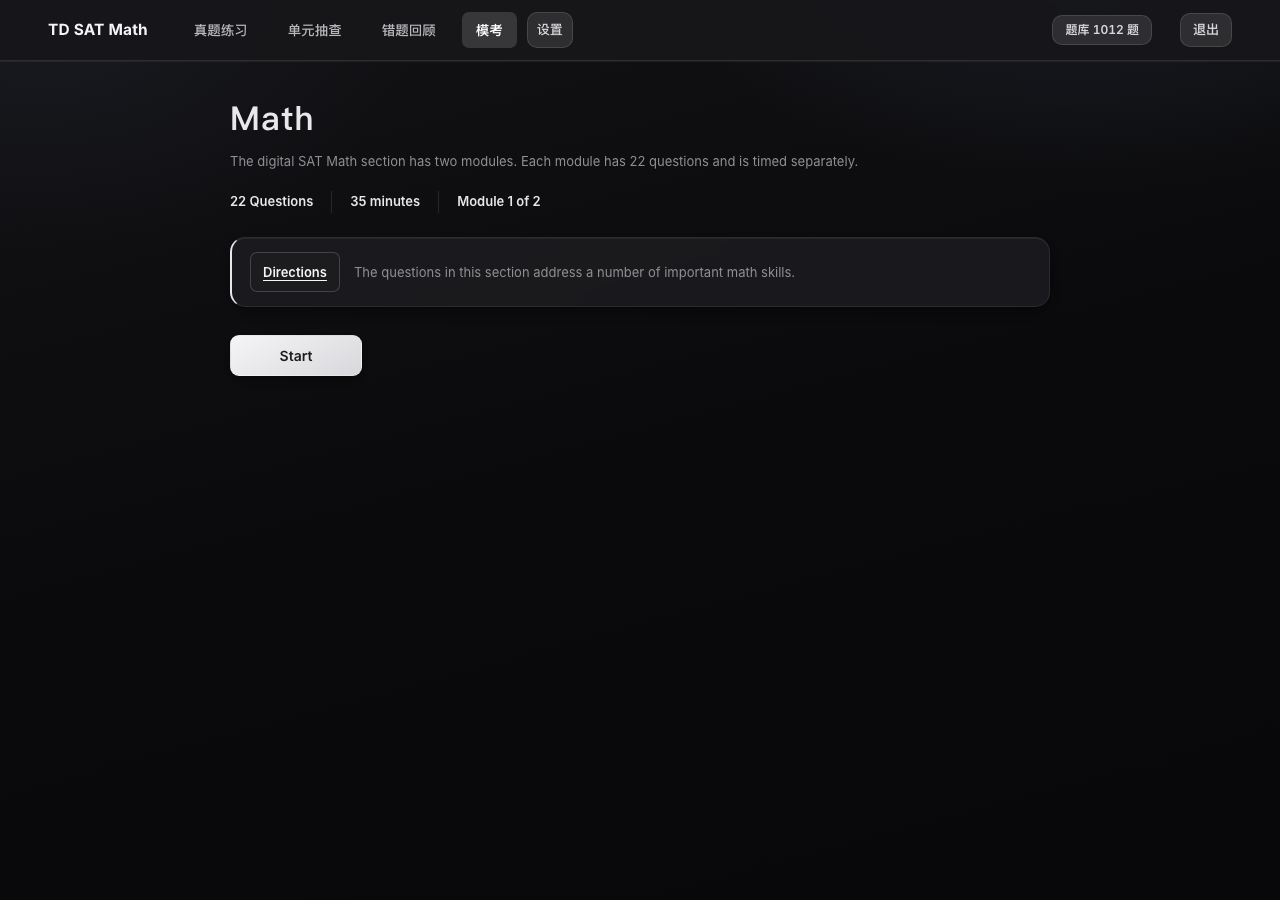 TD SAT Math 真题练习 单元抽查 错题回顾 模考 设置 题库 1012 题 退出
Math
The digital SAT Math section has two modules. Each module has 22 questions and is timed separately.
22 Questions 35 minutes Module 1 of 2
Directions The questions in this section address a number of important math skills.
Start